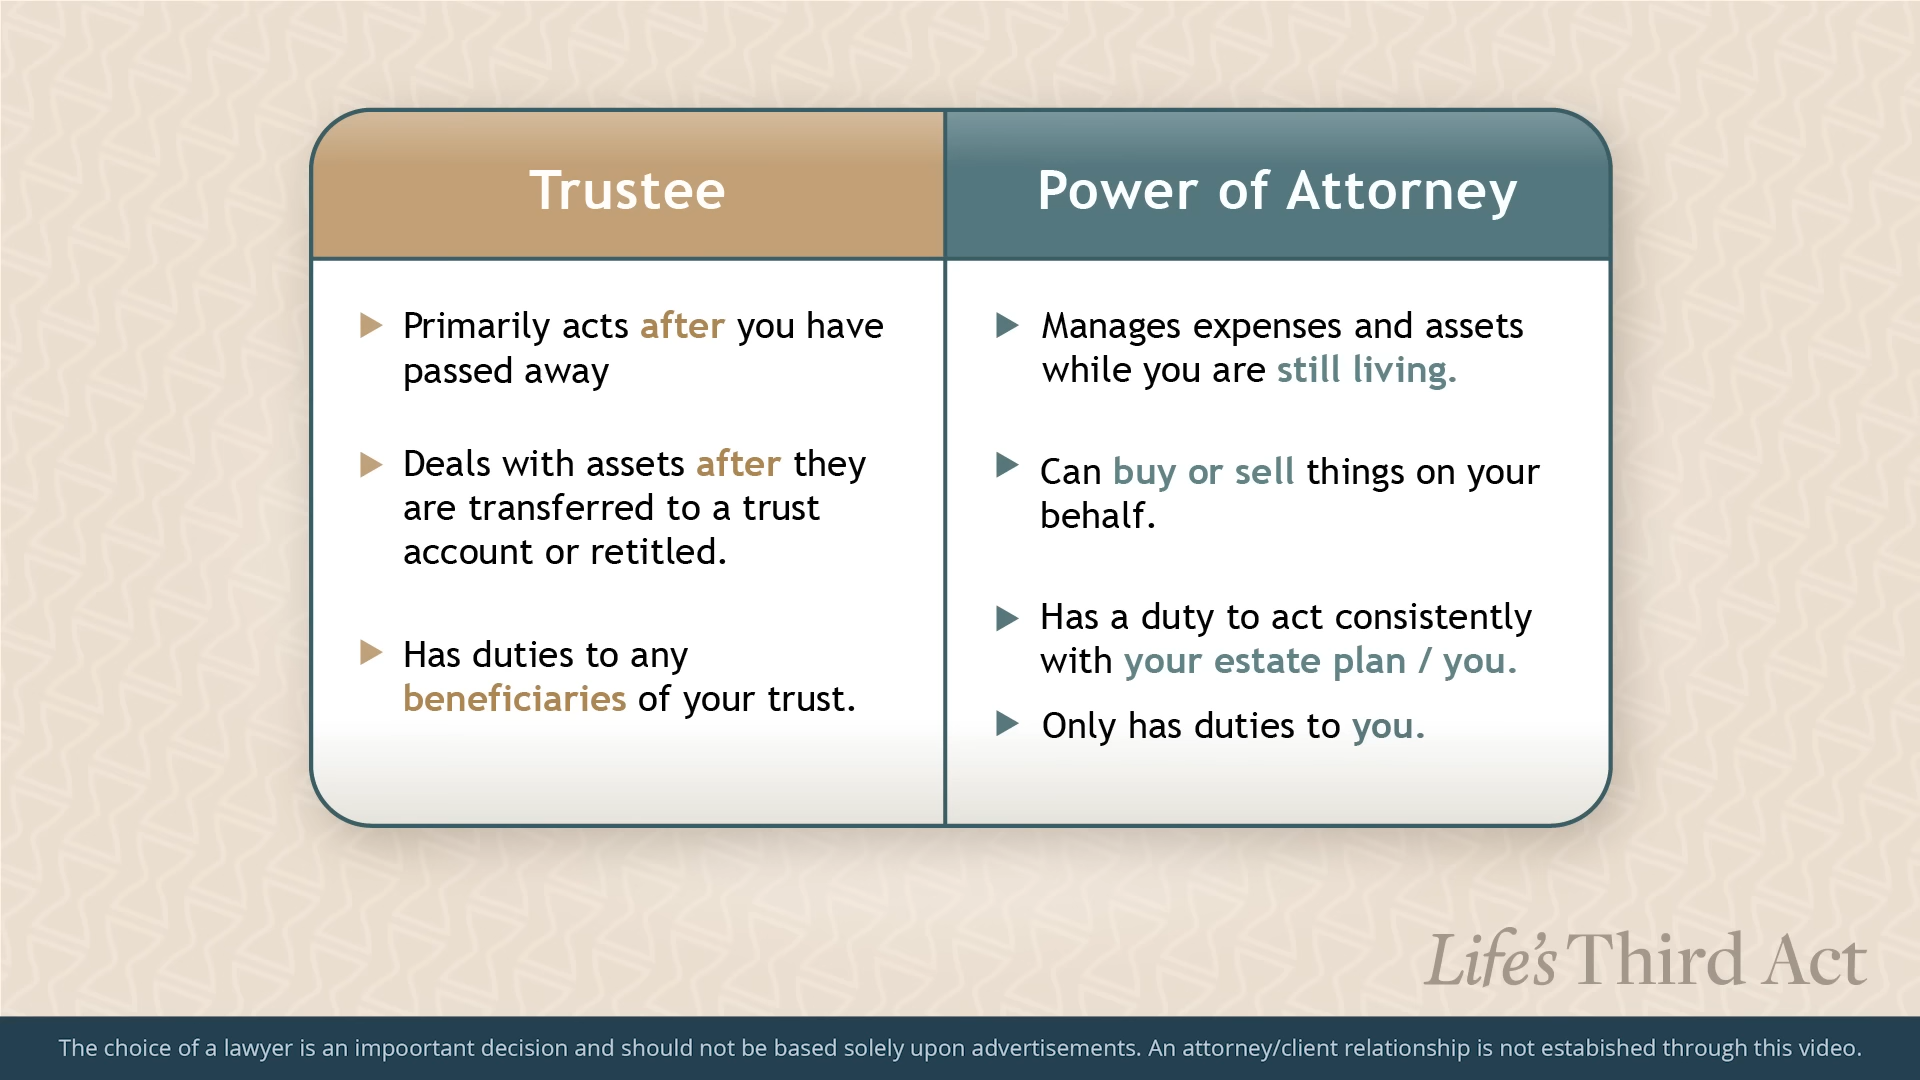 Trustee
Primarily acts after you have
passed away
Deals with assets after they
are transferred to a trust
account or retitled.
Has duties to any
beneficiaries of your trust.
Power of Attorney
Manages expenses and assets
while you are still living.
Can buy or sell things on your
behalf.
Has a duty to act consistently
with your estate plan / you.
Only has duties to you.
Life's Third Act
The choice of a lawyer is an impoortant decision and should not be based solely upon advertisements. An attorney/client relationship is not estabished through this video.